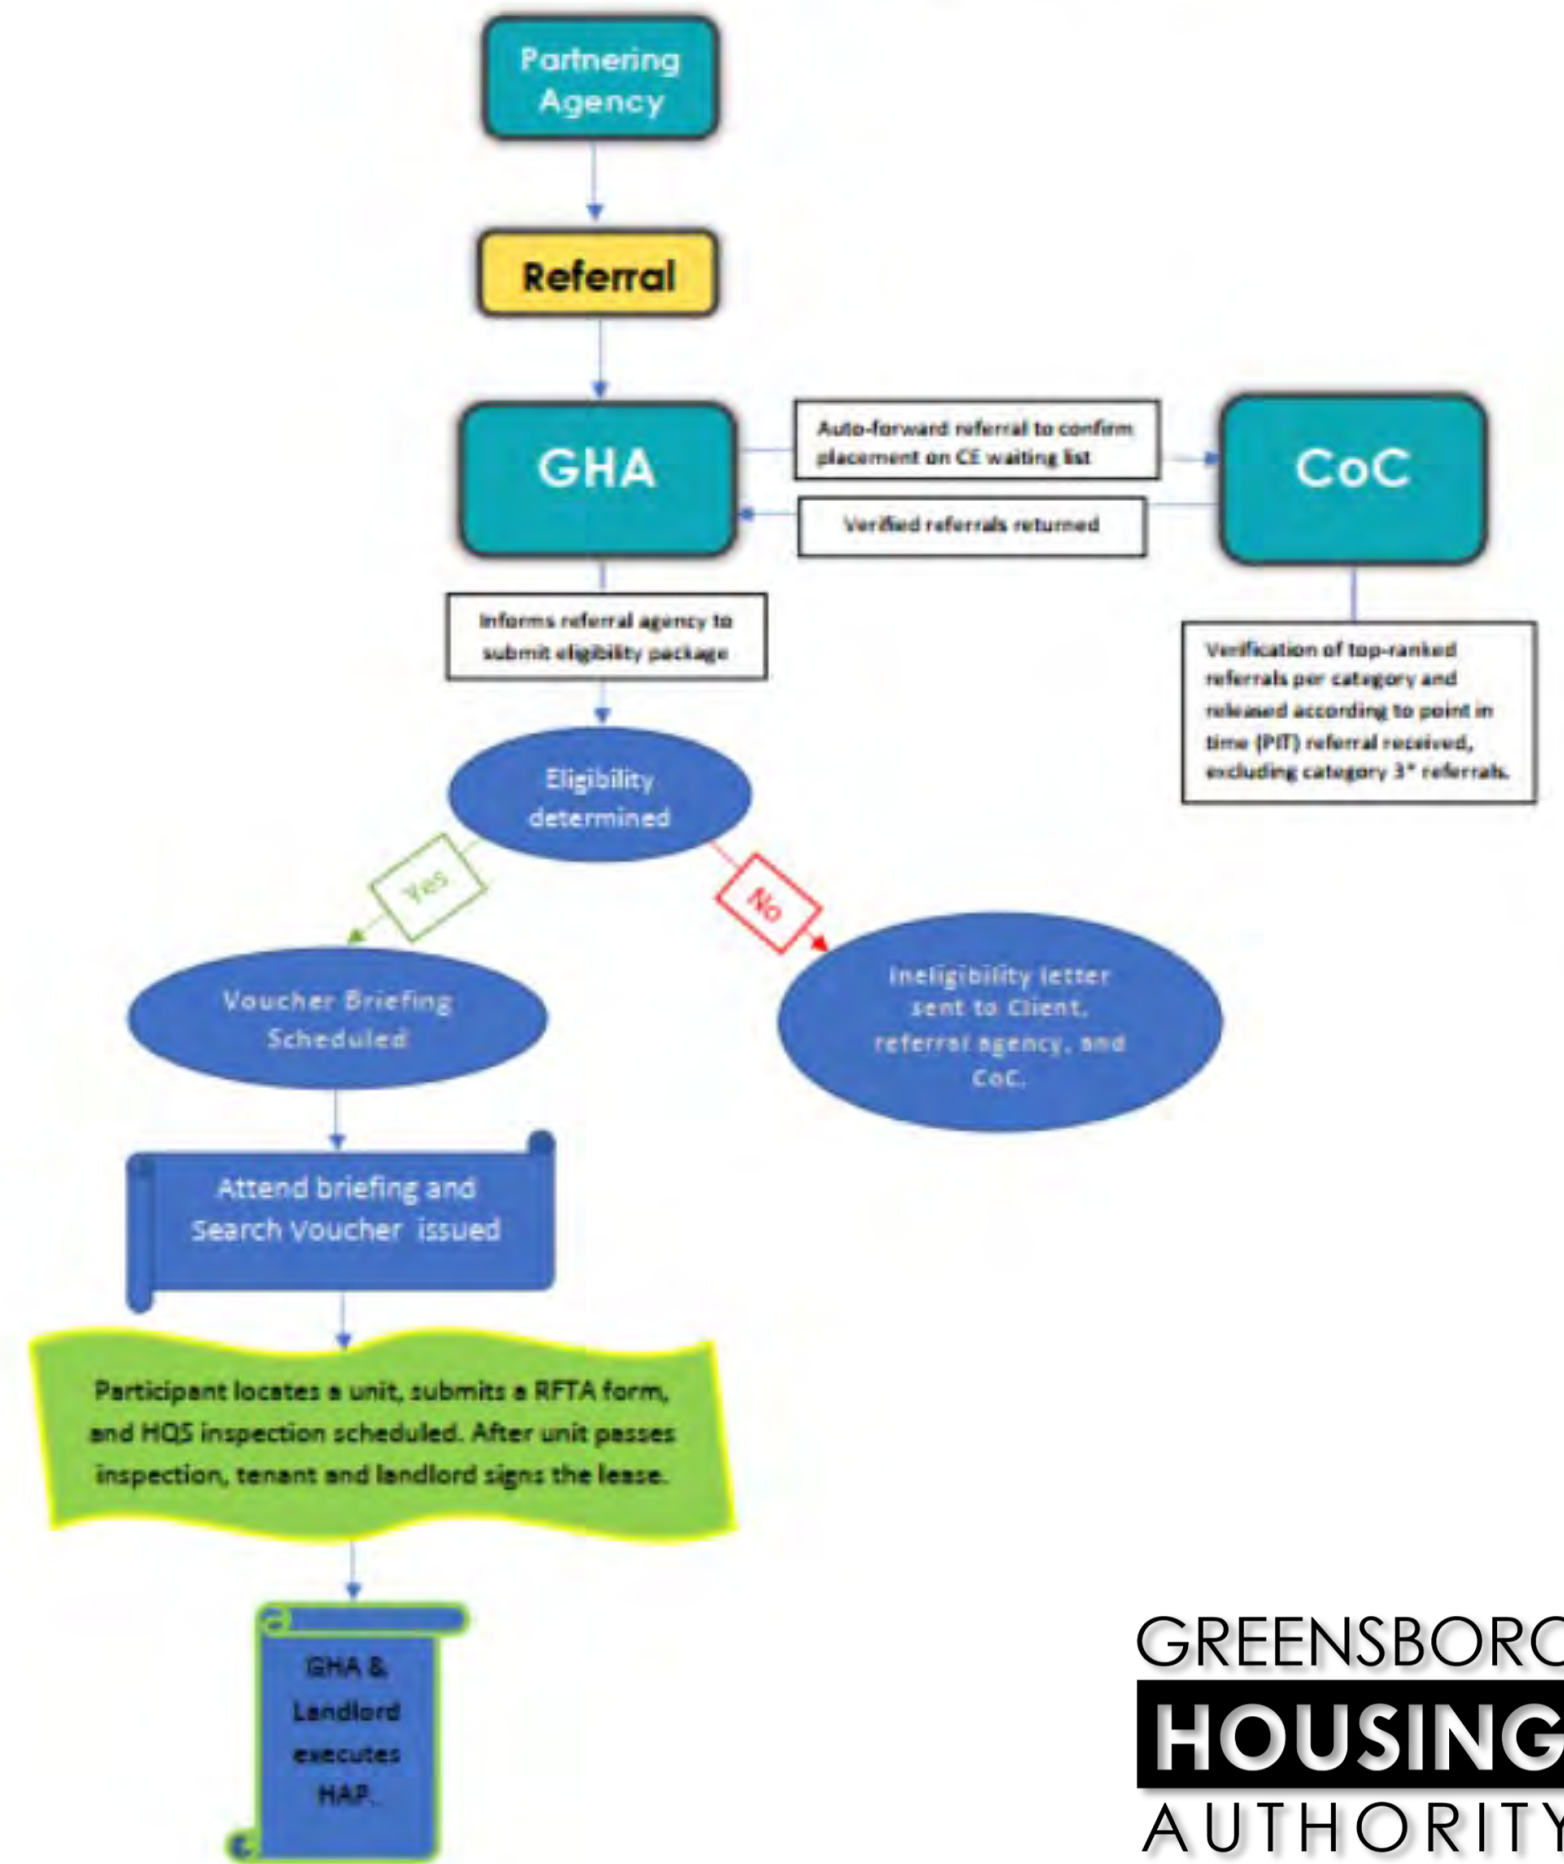 Partnering
Agency
Referral
GHA
Auto-forward referral to confirm
placement on CE waiting list
CoC
Verified referrals returned
Informs referral agency to
submit eligibility package
Verification of top-ranked
referrals per category and
released according to point in
time (PIT) referral received,
excluding category 3* referrals.
Eligibility
determined
Yes
No
Voucher Briefing
Scheduled
Ineligibility letter
sent to Client,
referral agency, and
CoC.
Attend briefing and
Search Voucher issued
Participant locates a unit, submits a RFTA form,
and HQS inspection scheduled. After unit passes
inspection, tenant and landlord signs the lease.
GHA &
Landlord
executes
HAP.
GREENSBORO
HOUSING
AUTHORITY